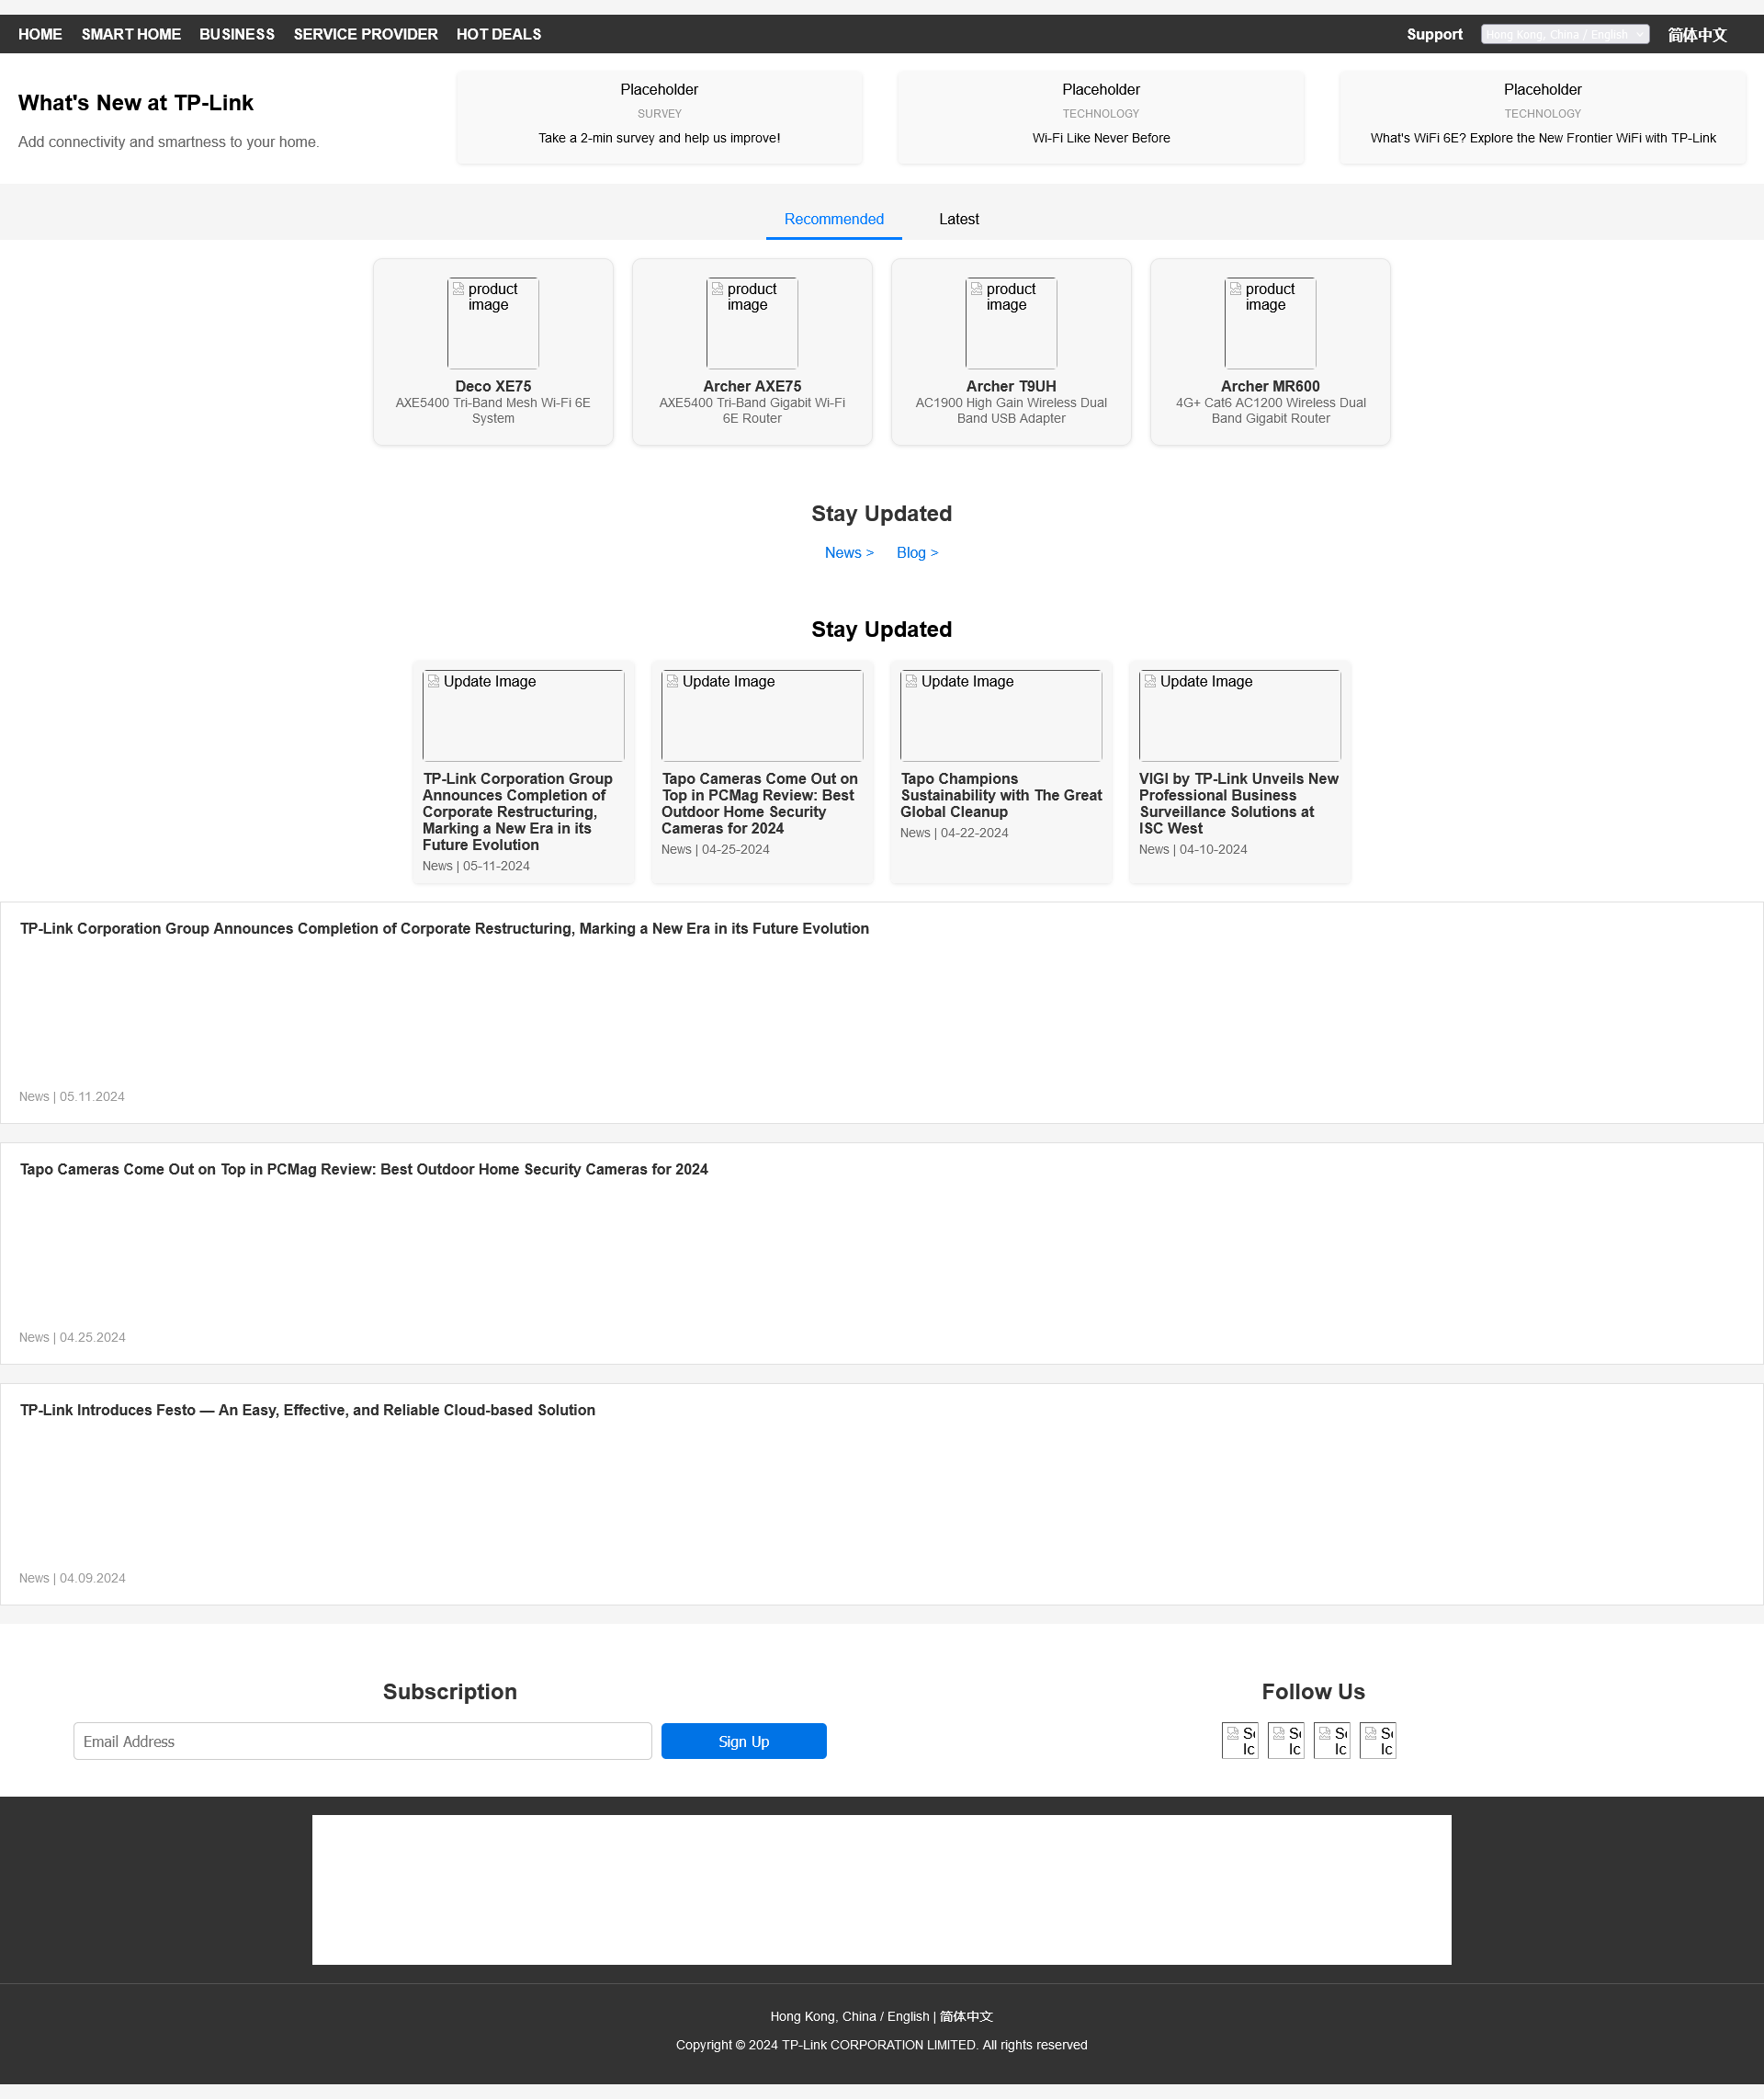 HOME SMART HOME BUSINESS SERVICE PROVIDER HOT DEALS Support Hong Kong, China / English 简体中文
What's New at TP-Link
Add connectivity and smartness to your home.
Placeholder
SURVEY
Take a 2-min survey and help us improve!
Placeholder
TECHNOLOGY
Wi-Fi Like Never Before
Placeholder
TECHNOLOGY
What's WiFi 6E? Explore the New Frontier WiFi with TP-Link
Recommended Latest
product
image
Deco XE75
AXE5400 Tri-Band Mesh Wi-Fi 6E
System
product
image
Archer AXE75
AXE5400 Tri-Band Gigabit Wi-Fi
6E Router
product
image
Archer T9UH
AC1900 High Gain Wireless Dual
Band USB Adapter
product
image
Archer MR600
4G+ Cat6 AC1200 Wireless Dual
Band Gigabit Router
Stay Updated
News > Blog >
Stay Updated
Update Image
TP-Link Corporation Group
Announces Completion of
Corporate Restructuring,
Marking a New Era in its
Future Evolution
News | 05-11-2024
Update Image
Tapo Cameras Come Out on
Top in PCMag Review: Best
Outdoor Home Security
Cameras for 2024
News | 04-25-2024
Update Image
Tapo Champions
Sustainability with The Great
Global Cleanup
News | 04-22-2024
Update Image
VIGI by TP-Link Unveils New
Professional Business
Surveillance Solutions at
ISC West
News | 04-10-2024
TP-Link Corporation Group Announces Completion of Corporate Restructuring, Marking a New Era in its Future Evolution
News | 05.11.2024
Tapo Cameras Come Out on Top in PCMag Review: Best Outdoor Home Security Cameras for 2024
News | 04.25.2024
TP-Link Introduces Festo — An Easy, Effective, and Reliable Cloud-based Solution
News | 04.09.2024
Subscription
Email Address Sign Up
Follow Us
Hong Kong, China / English | 简体中文
Copyright © 2024 TP-Link CORPORATION LIMITED. All rights reserved